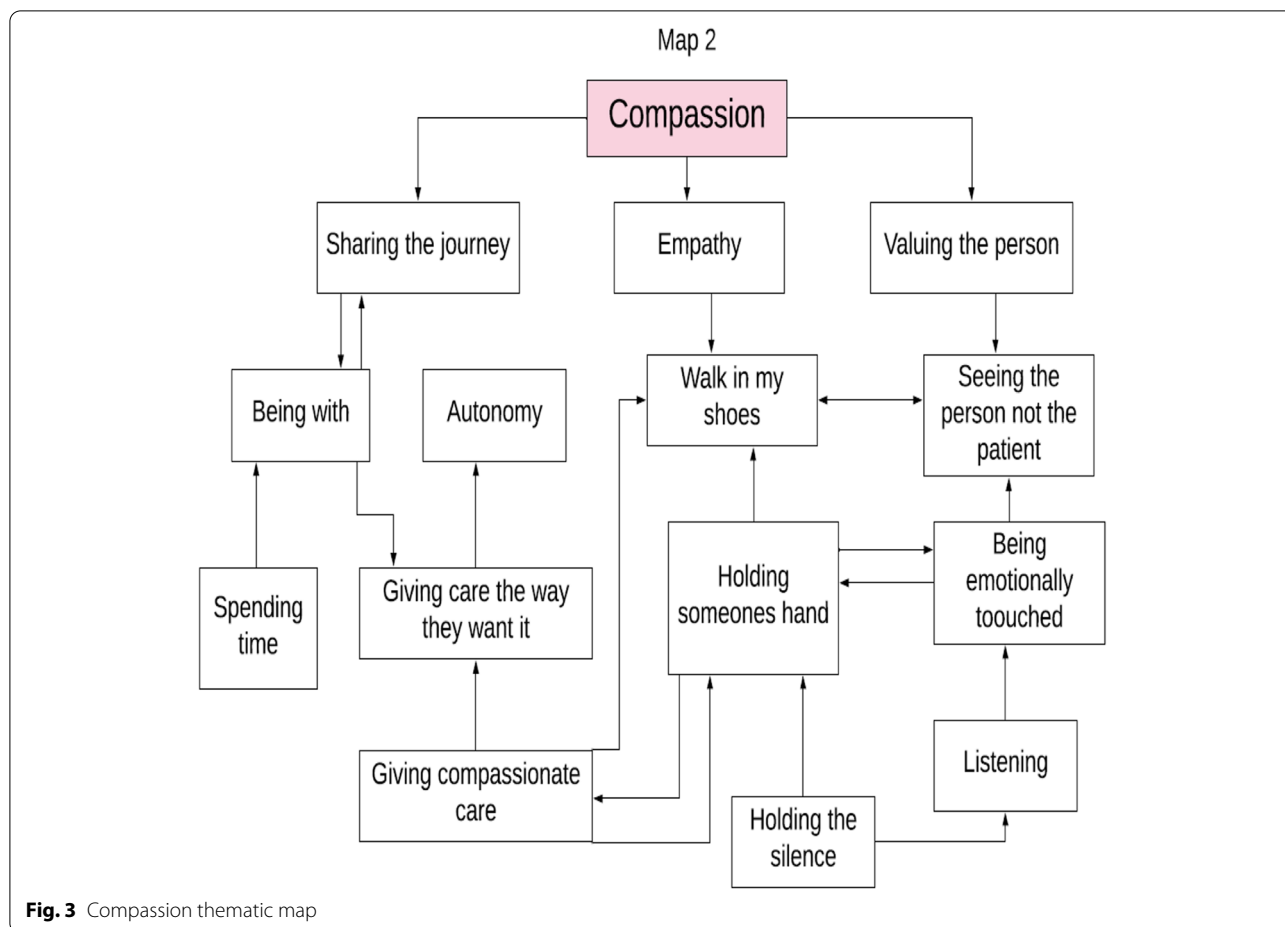 Map 2
Compassion
Sharing the journey
Empathy
Valuing the person
Being with
Autonomy
Walk in my
shoes
Seeing the
person not the
patient
Spending
time
Giving care the way
they want it
Holding
someones hand
Being
emotionally
toouched
Giving compassionate
care
Holding the
silence
Listening
Fig. 3 Compassion thematic map